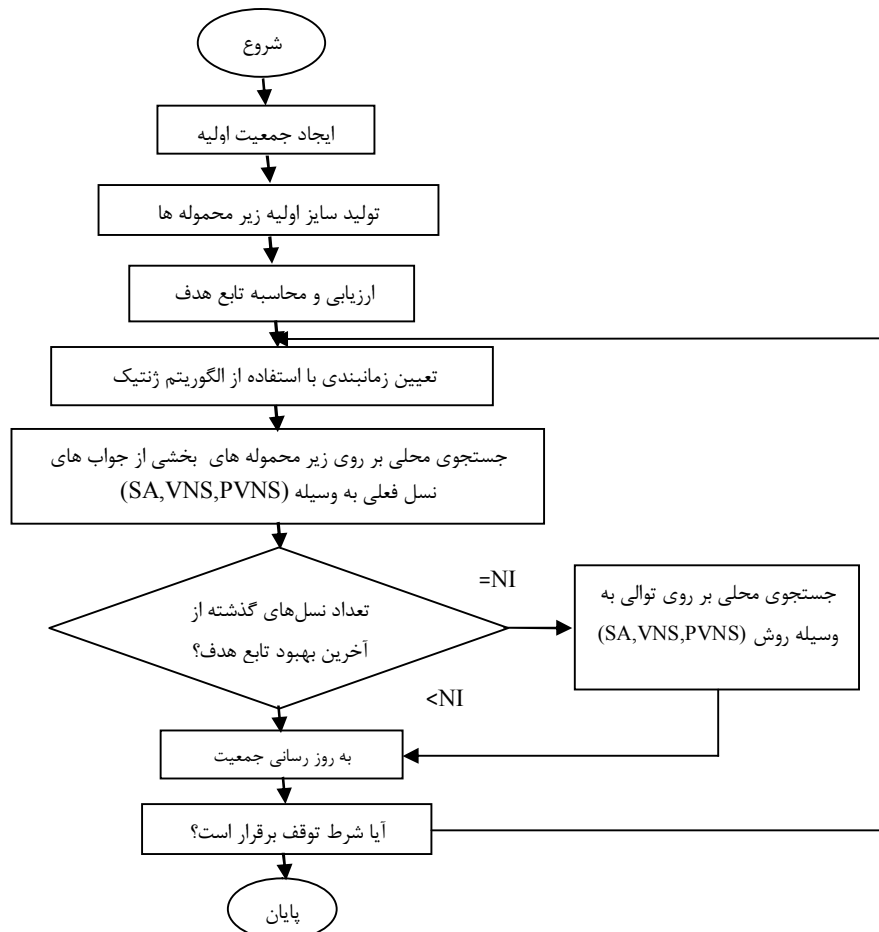 شروع
ایجاد جمعیت اولیه
تولید سایز اولیه زیر محموله ها
ارزیابی و محاسبه تابع هدف
تعیین زمانبندی با استفاده از الگوریتم ژنتیک
جستجوی محلی بر روی زیر محموله های بخشی از جواب های
نسل فعلی به وسیله (SA,VNS,PVNS)
تعداد نسل‌های گذشته از
آخرین بهبود تابع هدف؟
=NI
جستجوی محلی بر روی توالی به
وسیله روش (SA,VNS,PVNS)
<NI
به روز رسانی جمعیت
آیا شرط توقف برقرار است؟
پایان